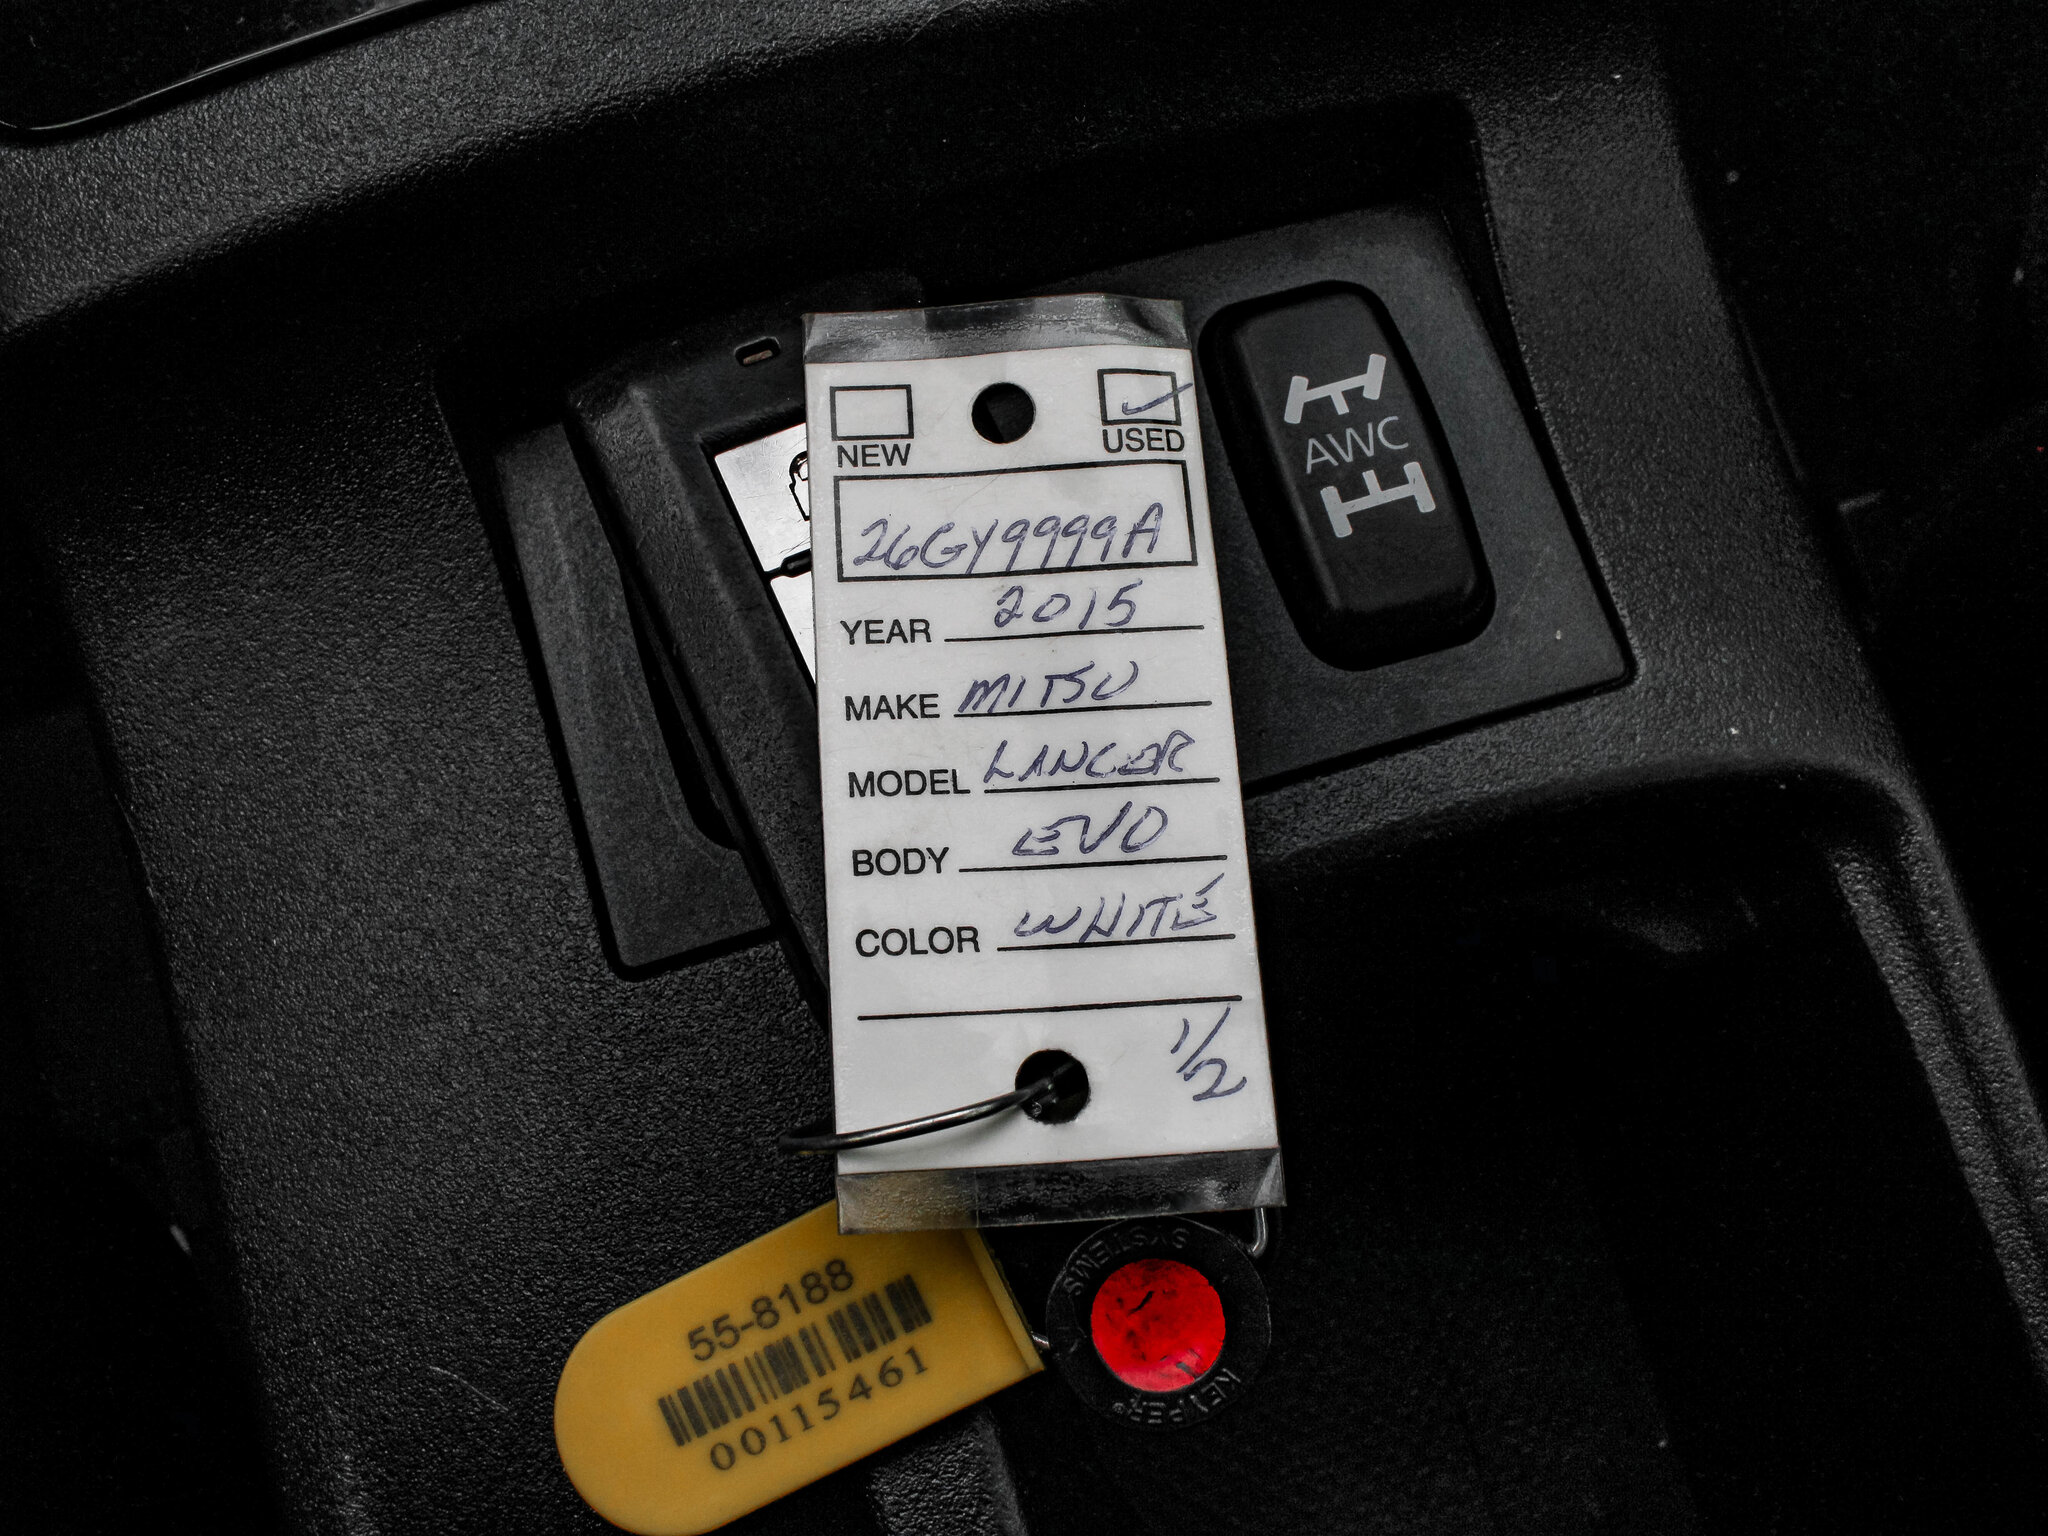 NEW USED
26GY9999A
YEAR 2015
MAKE MITSU
MODEL LANCER
BODY EVO
COLOR WHITE
1/2
AWC
55-8188
00115461
SYSTEMS
KEYPER®